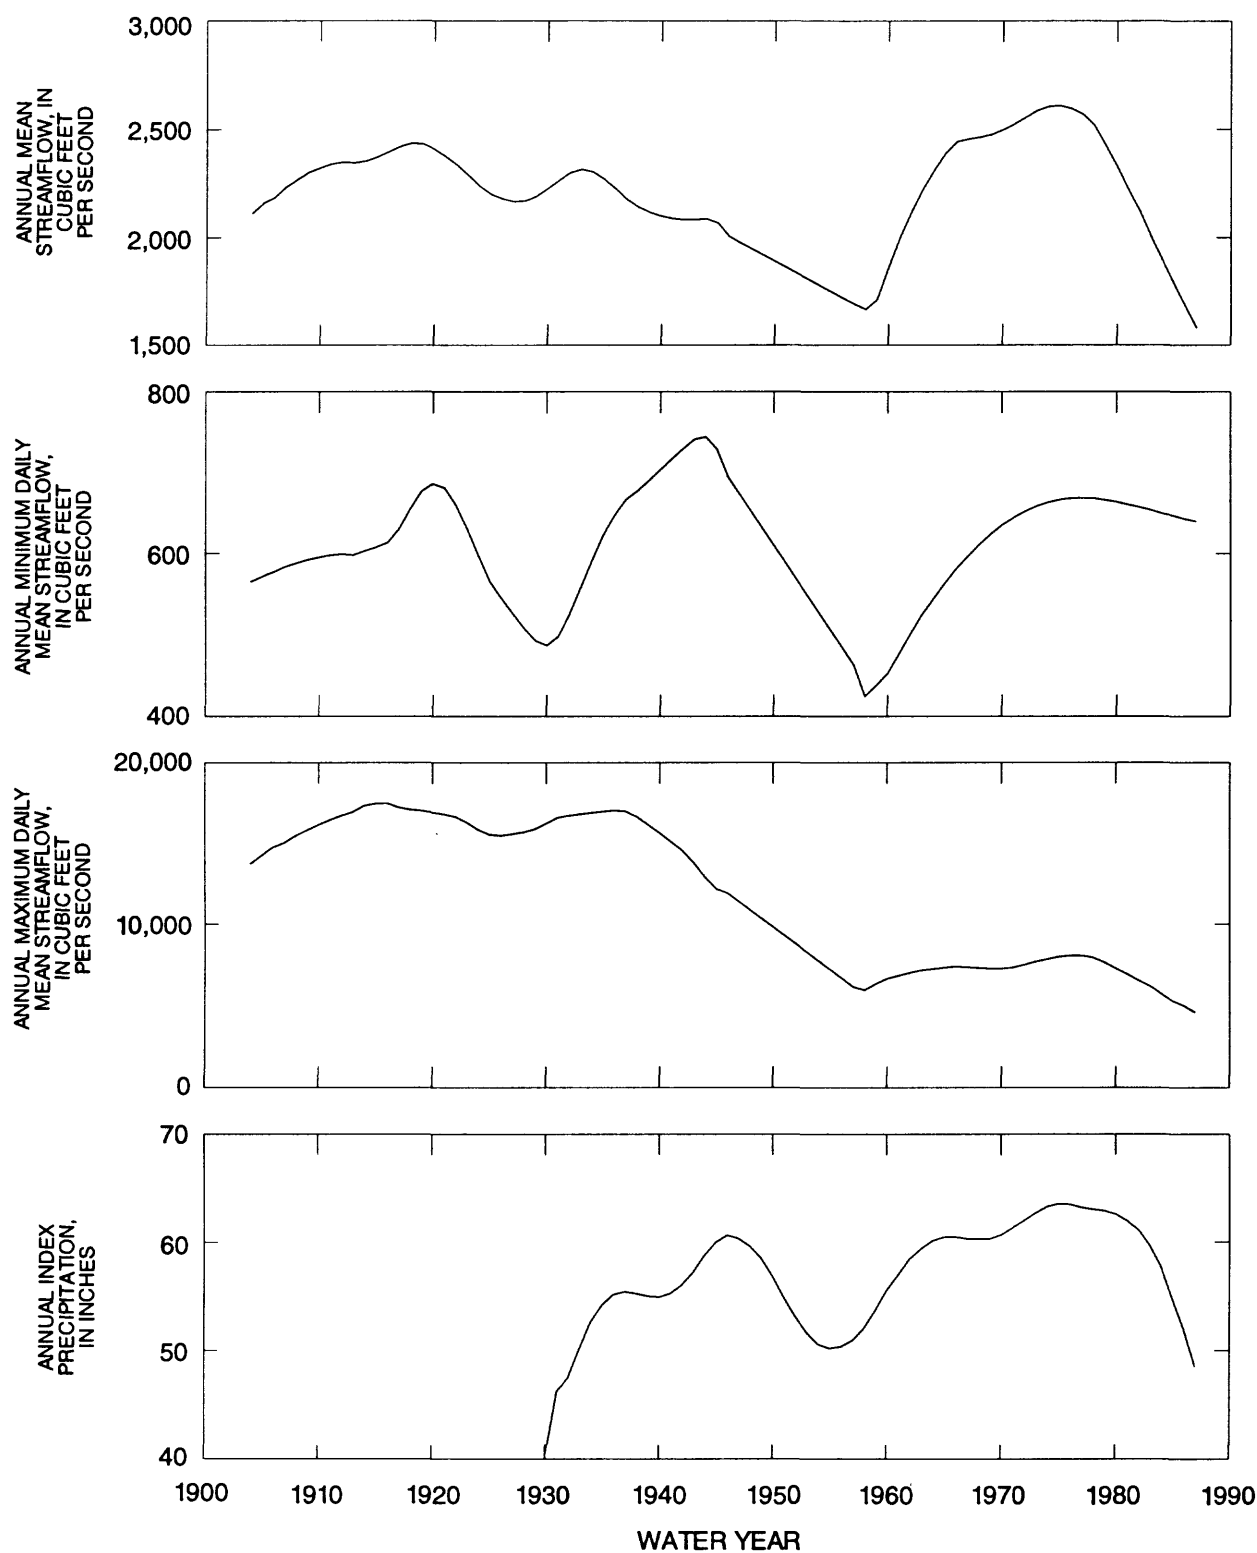 ANNUAL MEAN
STREAMFLOW, IN
CUBIC FEET
PER SECOND
3,000
2,500
2,000
1,500
ANNUAL MINIMUM DAILY
MEAN STREAMFLOW,
IN CUBIC FEET
PER SECOND
800
600
400
ANNUAL MAXIMUM DAILY
MEAN STREAMFLOW,
IN CUBIC FEET
PER SECOND
20,000
10,000
0
ANNUAL INDEX
PRECIPITATION,
IN INCHES
70
60
50
40
1900 1910 1920 1930 1940 1950 1960 1970 1980 1990
WATER YEAR